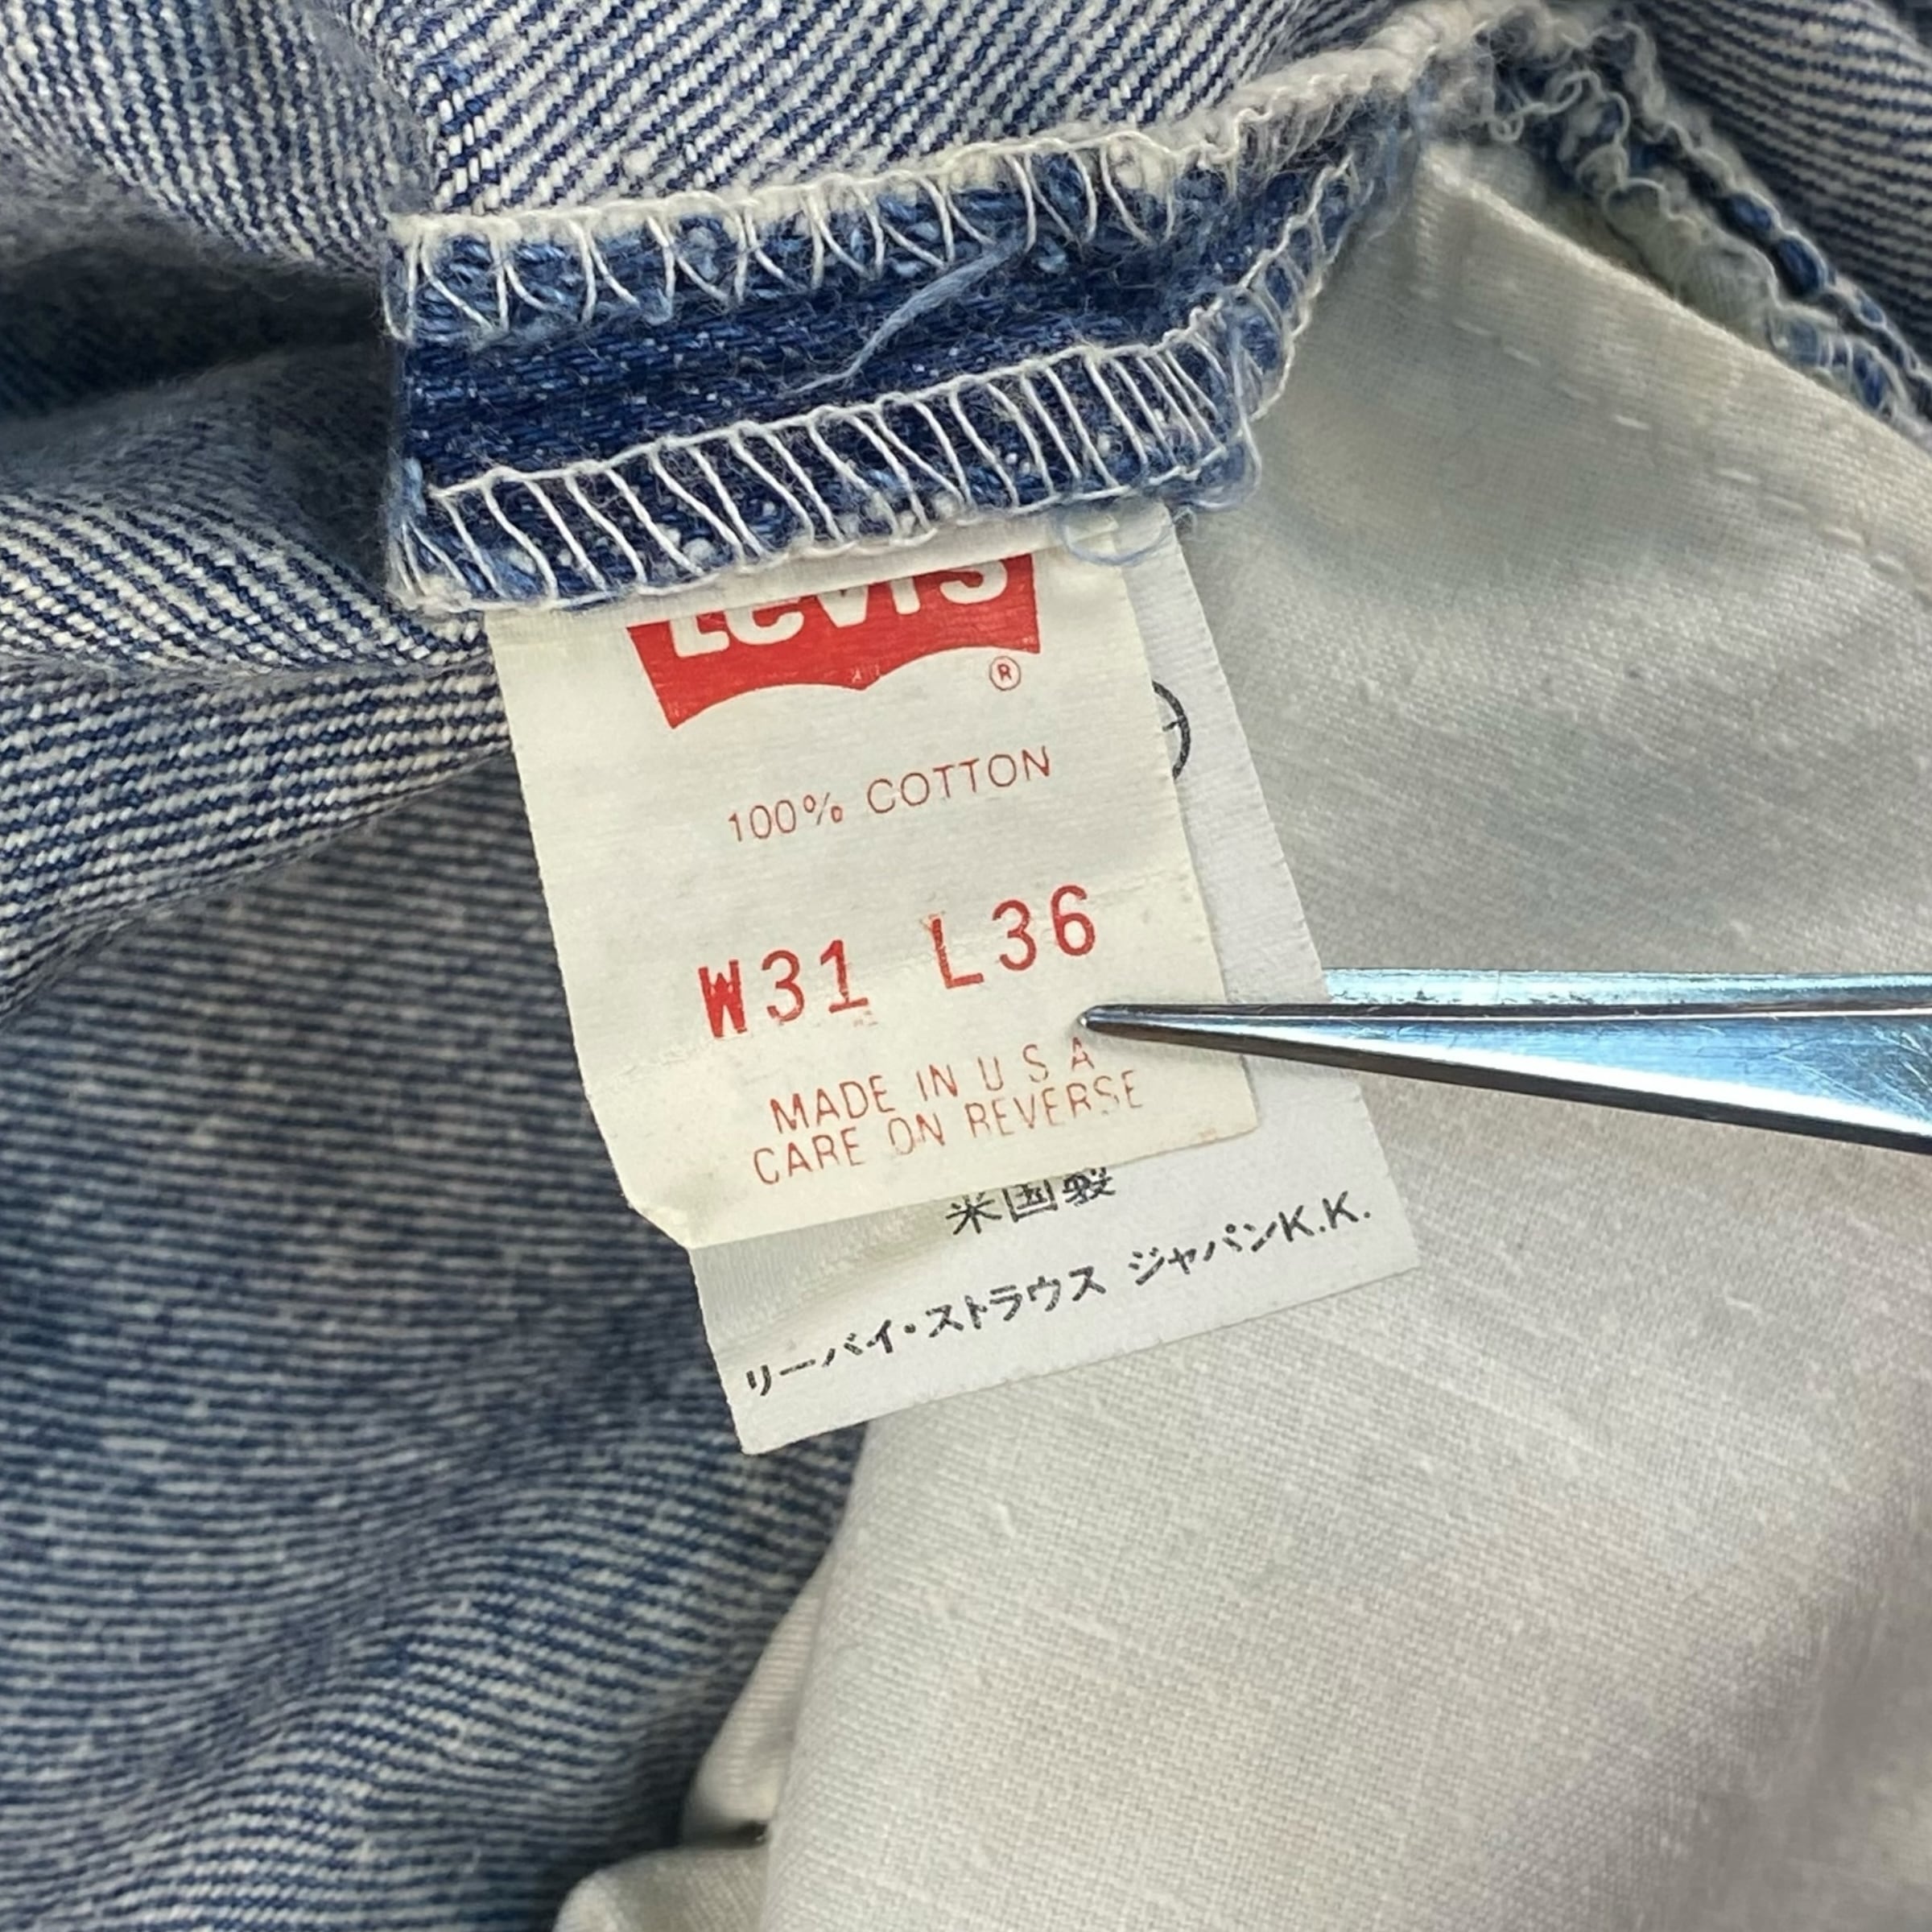 Levi's
®
100% COTTON
W31 L36
MADE IN U S A
CARE ON REVERSE
米国製
リーバイ・ストラウス ジャパンK.K.